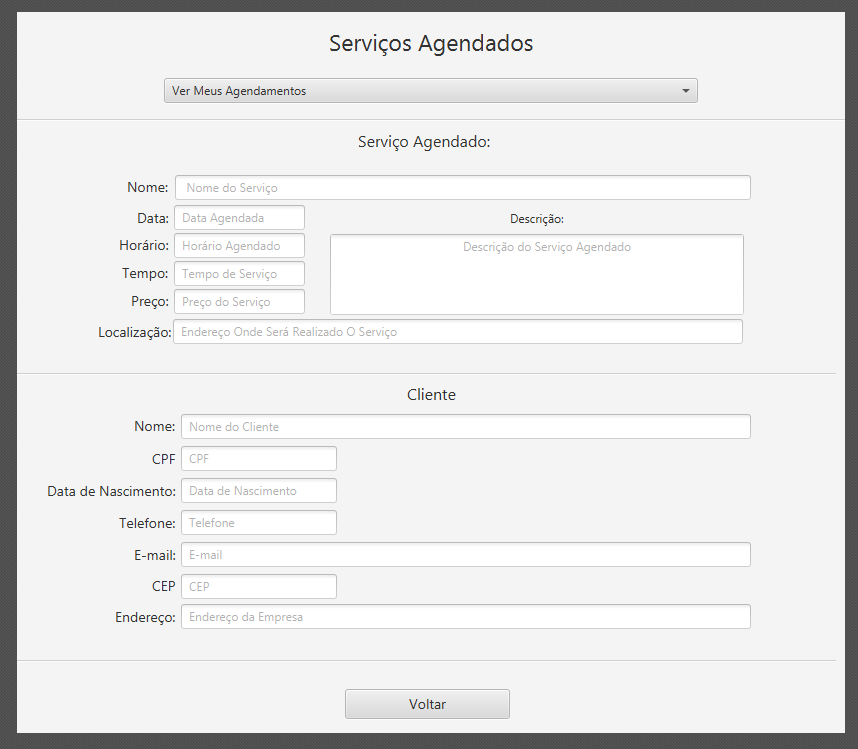 Serviços Agendados
Ver Meus Agendamentos
Serviço Agendado:
Nome: Nome do Serviço
Data: Data Agendada
Descrição:
Horário: Horário Agendado
Descrição do Serviço Agendado
Tempo: Tempo de Serviço
Preço: Preço do Serviço
Localização: Endereço Onde Será Realizado O Serviço
Cliente
Nome: Nome do Cliente
CPF CPF
Data de Nascimento: Data de Nascimento
Telefone: Telefone
E-mail: E-mail
CEP CEP
Endereço: Endereço da Empresa
Voltar